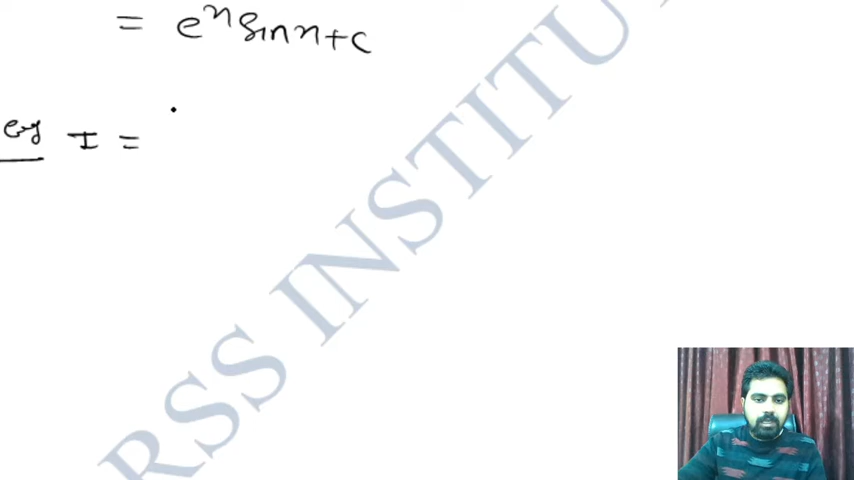 = e^x sin x + c
eg I =
RSS INSTITU